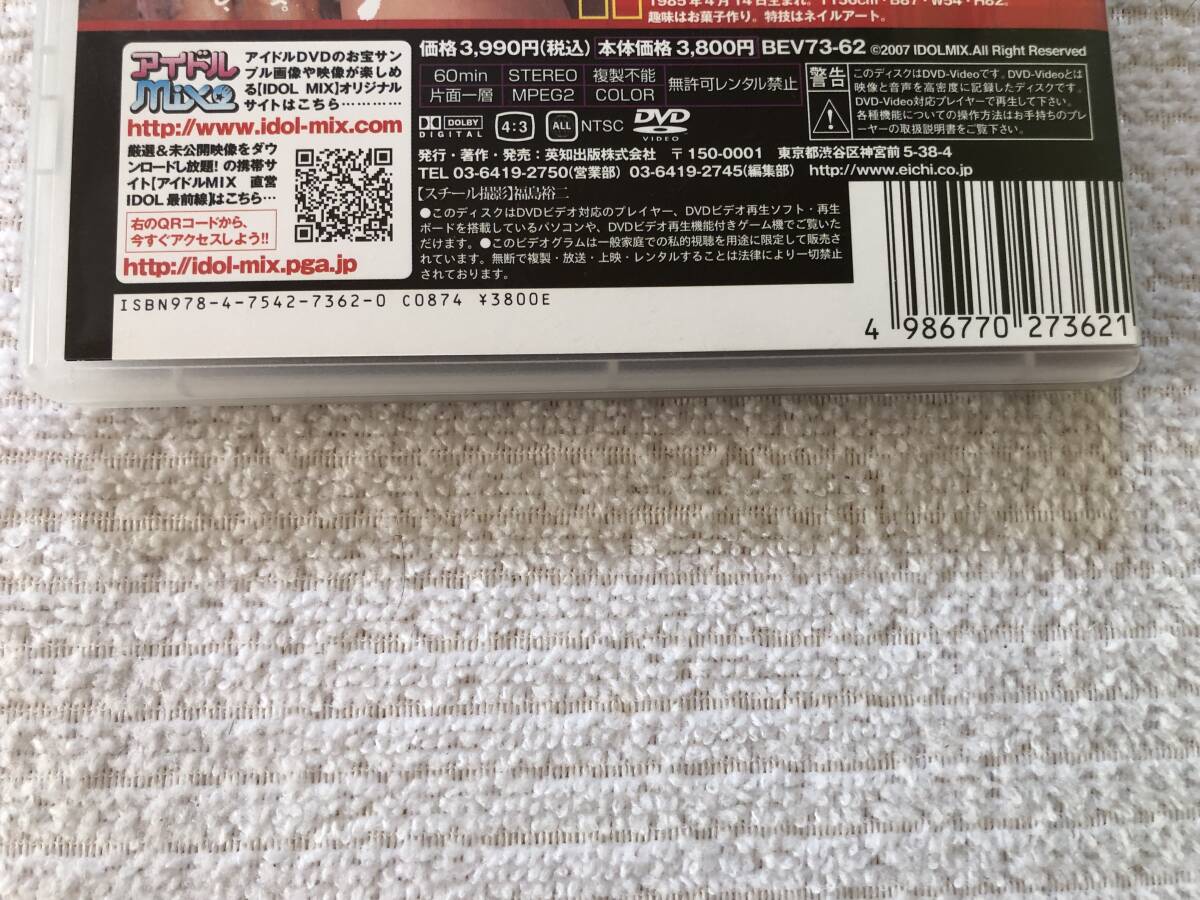 1985年4月14日生まれ。T156cm・B87・W54・H82。
趣味はお菓子作り。特技はネイルアート。
アイドル
Mix
アイドルDVDのお宝サン
プル画像や映像が楽しめ
る【IDOL MIX】オリジナル
サイトはこちら…………
http://www.idol-mix.com
厳選&未公開映像をダウ
ンロードし放題!の携帯サ
イト【アイドルMIX 直営
IDOL最前線】はこちら…
右のQRコードから、
今すぐアクセスしよう!!
http://idol-mix.pga.jp
価格3,990円(税込) 本体価格3,800円 BEV73-62 ©2007 IDOLMIX.All Right Reserved
60min STEREO 複製不能 無許可レンタル禁止
片面一層 MPEG2 COLOR
DOLBY DIGITAL 4:3 ALL NTSC DVD VIDEO
警告
このディスクはDVD-Videoです。DVD-Videoとは
映像と音声を高密度に記録したディスクです。
DVD-Video対応プレイヤーで再生して下さい。
各種機能についての操作方法はお手持ちのプレ
ーヤーの取扱説明書をご覧下さい。
発行・著作・発売:英知出版株式会社 〒150-0001 東京都渋谷区神宮前5-38-4
TEL 03-6419-2750(営業部) 03-6419-2745(編集部) http://www.eichi.co.jp
【スチール撮影】福島裕二
●このディスクはDVDビデオ対応のプレイヤー、DVDビデオ再生ソフト・再生
ボードを搭載しているパソコンや、DVDビデオ再生機能付きゲーム機でご覧いた
だけます。●このビデオグラムは一般家庭での私的視聴を用途に限定して販売さ
れています。無断で複製・放送・上映・レンタルすることは法律により一切禁止
されております。
ISBN978-4-7542-7362-0 C0874 ¥3800E
4 986770 273621